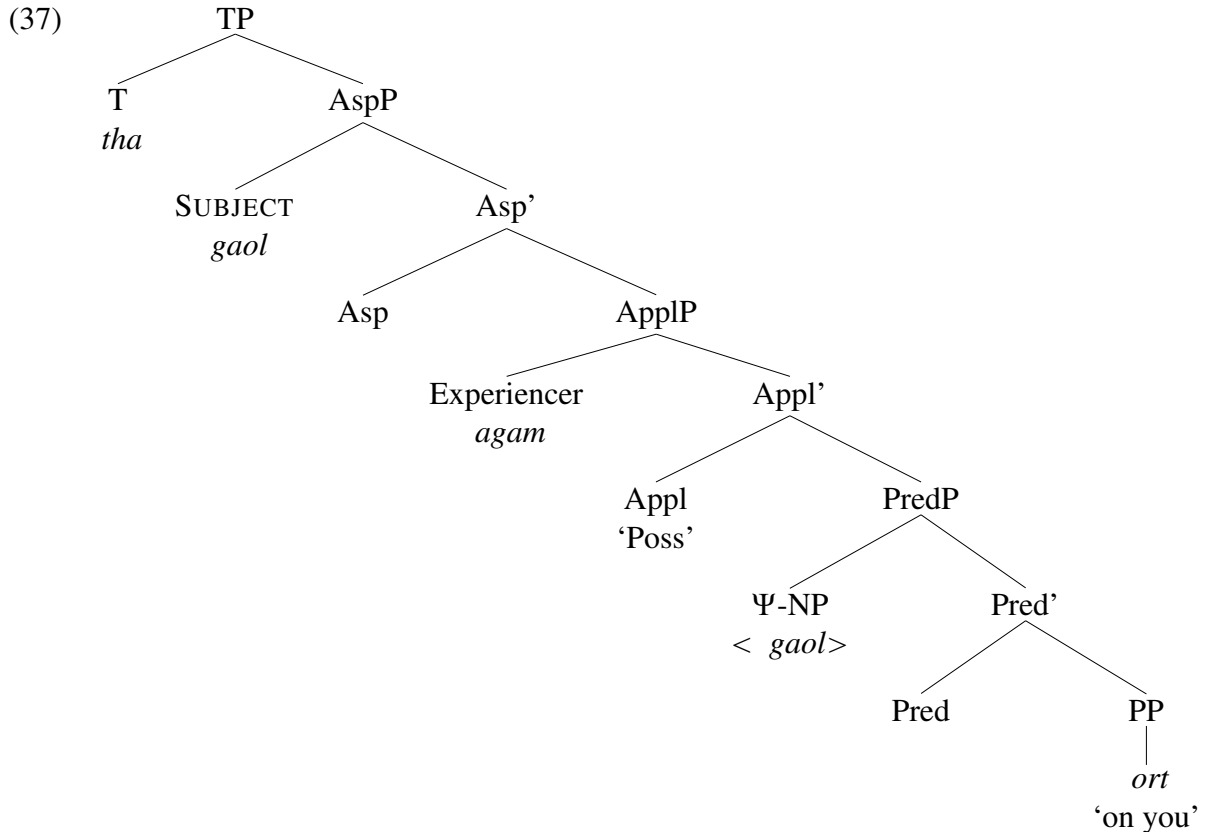 (37) TP
T AspP
tha
SUBJECT Asp’
gaol
Asp ApplP
Experiencer Appl’
agam
Appl PredP
‘Poss’
Ψ-NP Pred’
< gaol>
Pred PP
ort
‘on you’